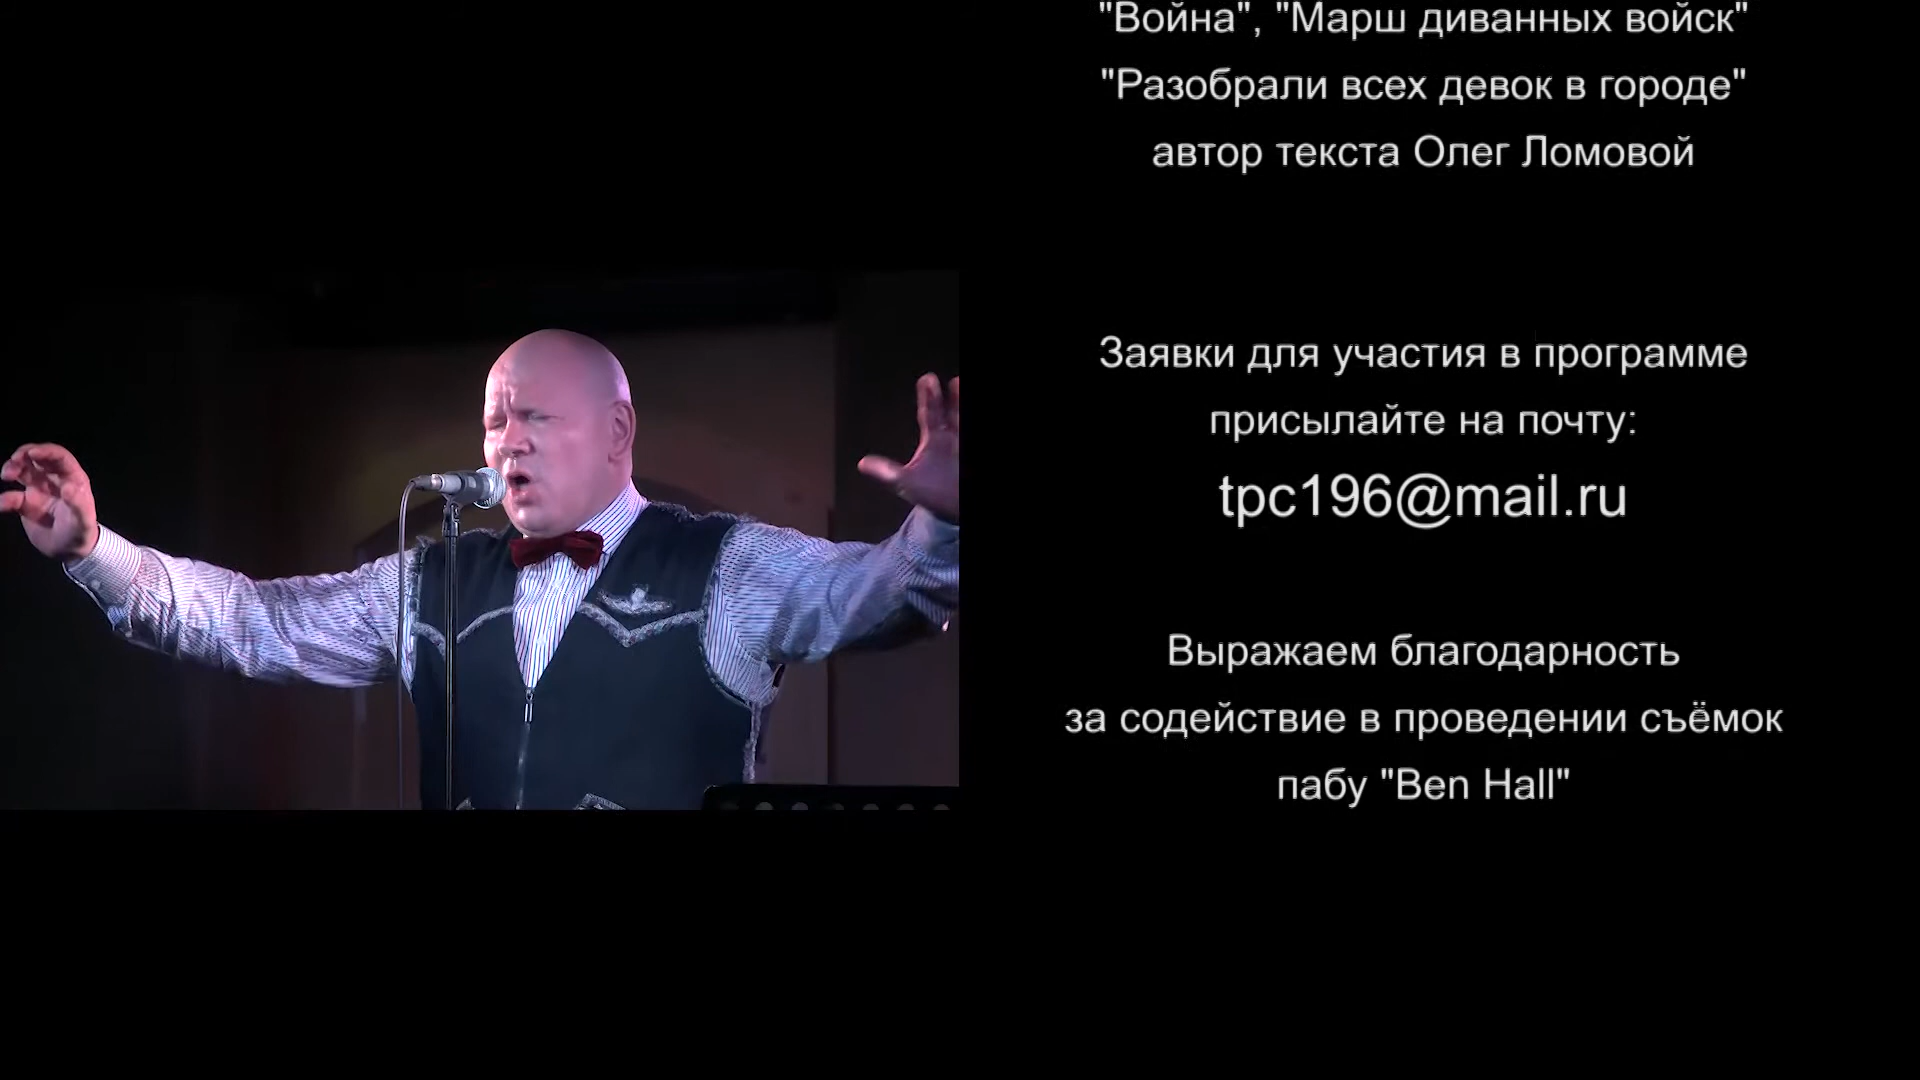 "Война", "Марш диванных войск"
"Разобрали всех девок в городе"
автор текста Олег Ломовой
Заявки для участия в программе
присылайте на почту:
tpc196@mail.ru
Выражаем благодарность
за содействие в проведении съёмок
пабу "Ben Hall"